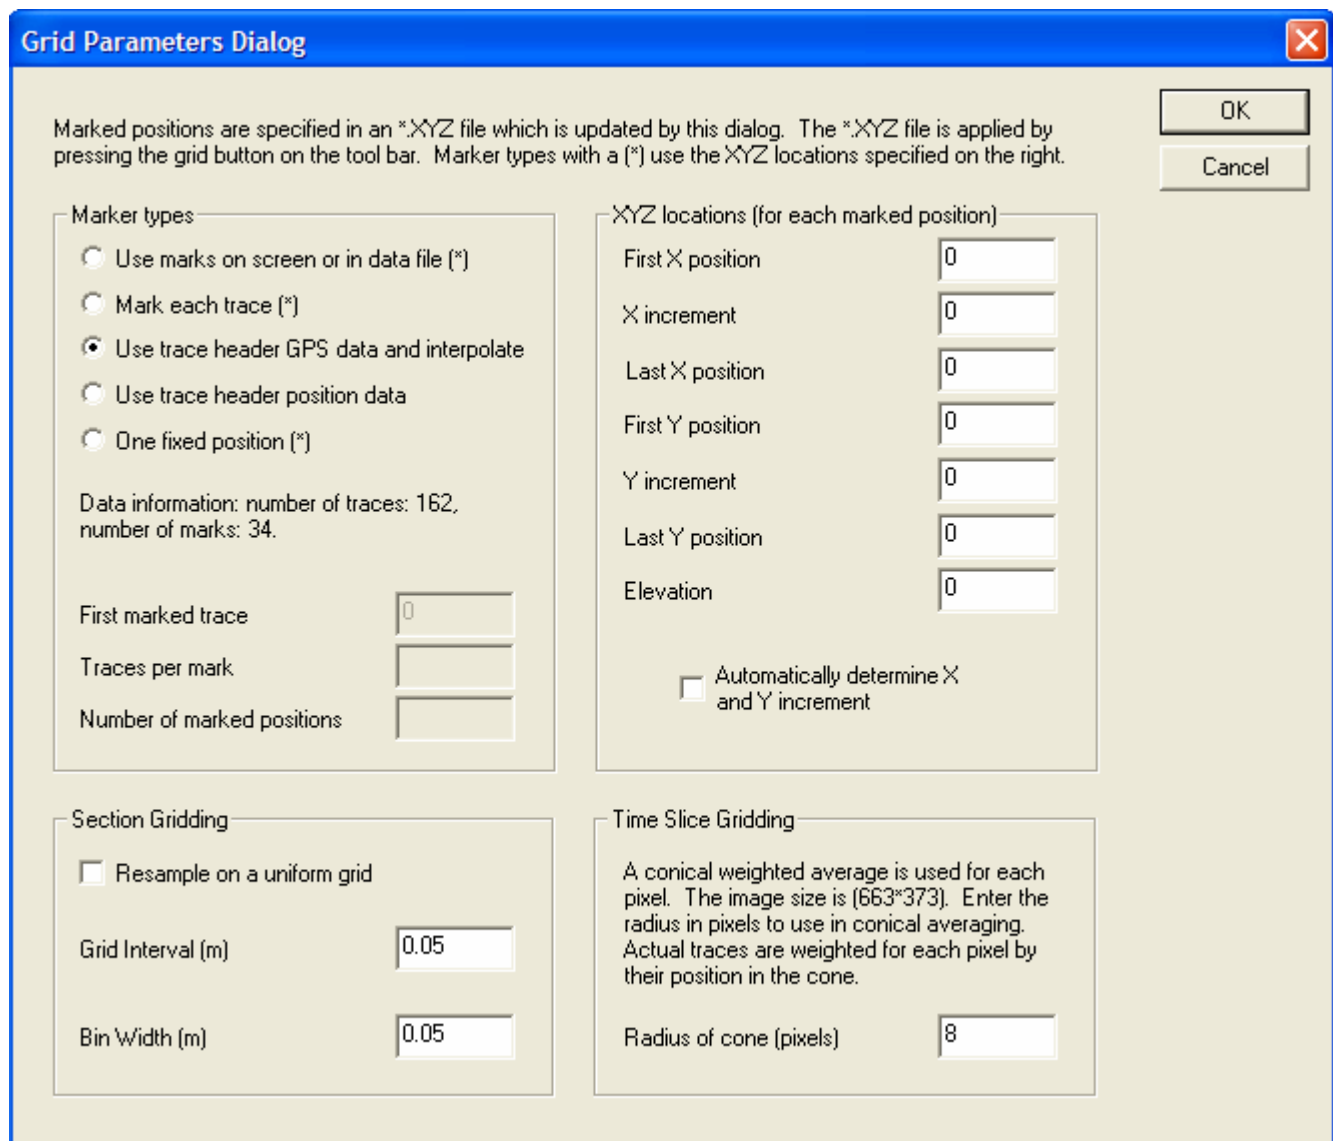 Grid Parameters Dialog
Marked positions are specified in an *.XYZ file which is updated by this dialog. The *.XYZ file is applied by
pressing the grid button on the tool bar. Marker types with a (*) use the XYZ locations specified on the right.
OK
Cancel
Marker types
Use marks on screen or in data file (*)
Mark each trace (*)
Use trace header GPS data and interpolate
Use trace header position data
One fixed position (*)
Data information: number of traces: 162,
number of marks: 34.
First marked trace 0
Traces per mark
Number of marked positions
XYZ locations (for each marked position)
First X position 0
X increment 0
Last X position 0
First Y position 0
Y increment 0
Last Y position 0
Elevation 0
Automatically determine X
and Y increment
Section Gridding
Resample on a uniform grid
Grid Interval (m) 0.05
Bin Width (m) 0.05
Time Slice Gridding
A conical weighted average is used for each
pixel. The image size is (663*373). Enter the
radius in pixels to use in conical averaging.
Actual traces are weighted for each pixel by
their position in the cone.
Radius of cone (pixels) 8